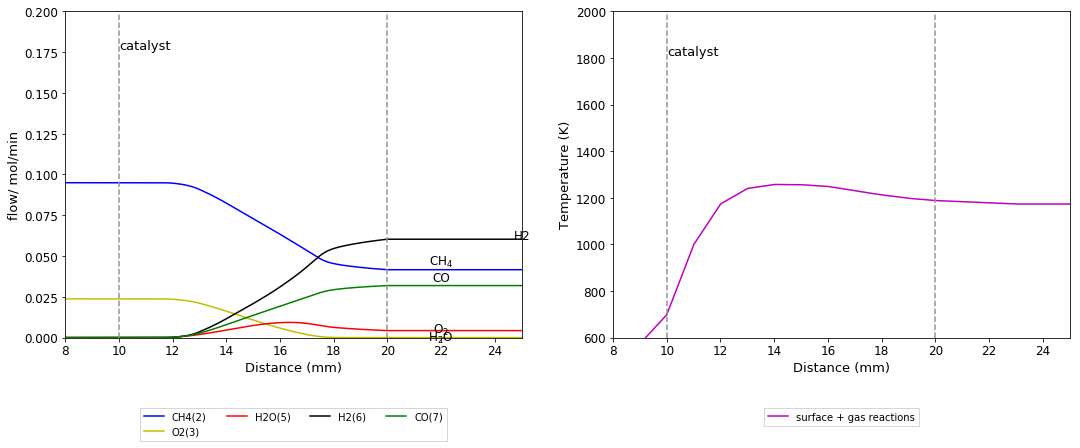 0.200
0.175
0.150
0.125
0.100
0.075
0.050
0.025
0.000
flow/ mol/min
catalyst
H2
CH₄
CO
O₂
H₂O
8 10 12 14 16 18 20 22 24
Distance (mm)
CH4(2) H2O(5) H2(6) CO(7)
O2(3)
2000
1800
1600
1400
1200
1000
800
600
Temperature (K)
catalyst
8 10 12 14 16 18 20 22 24
Distance (mm)
surface + gas reactions